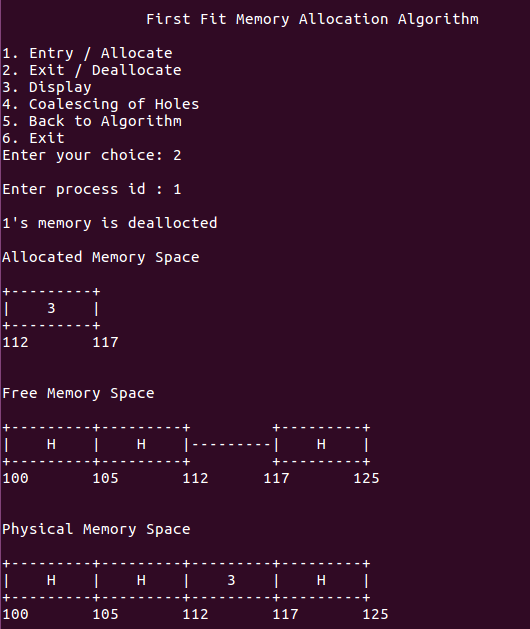 First Fit Memory Allocation Algorithm
1. Entry / Allocate
2. Exit / Deallocate
3. Display
4. Coalescing of Holes
5. Back to Algorithm
6. Exit
Enter your choice: 2
Enter process id : 1
1's memory is deallocted
Allocated Memory Space
+---------+
|    3    |
+---------+
112       117
Free Memory Space
+---------+---------+         +---------+
|    H    |    H    |---------|    H    |
+---------+---------+         +---------+
100       105       112      117       125
Physical Memory Space
+---------+---------+---------+---------+
|    H    |    H    |    3    |    H    |
+---------+---------+---------+---------+
100       105       112       117       125